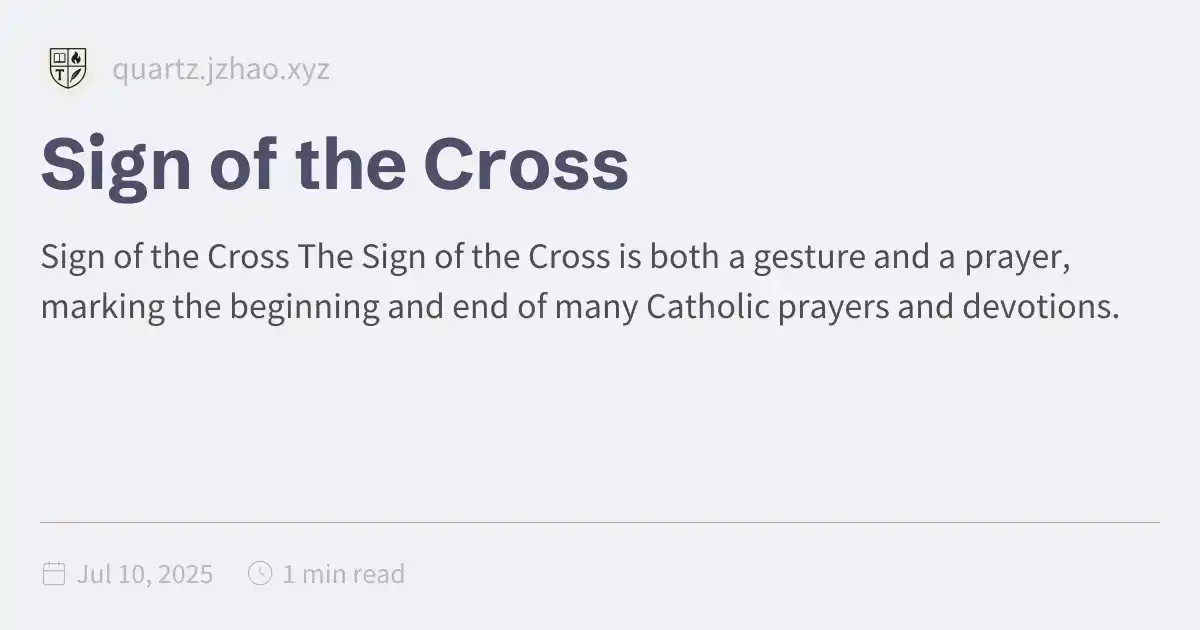 T
quartz.jzhao.xyz
Sign of the Cross
Sign of the Cross The Sign of the Cross is both a gesture and a prayer,
marking the beginning and end of many Catholic prayers and devotions.
Jul 10, 2025 1 min read